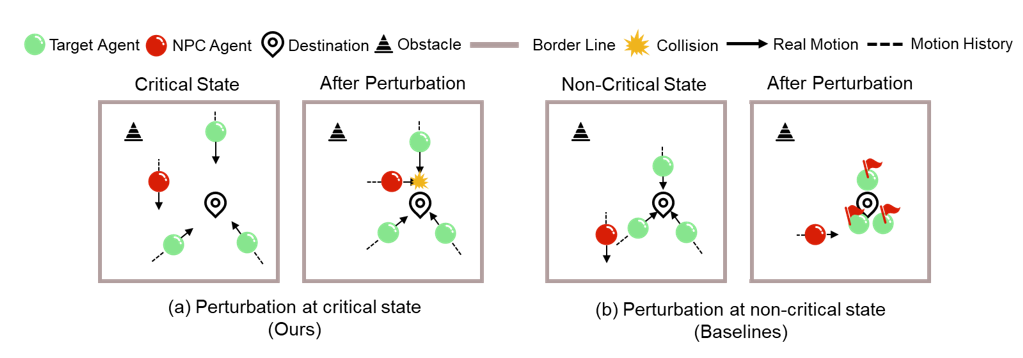 Target Agent NPC Agent Destination Obstacle Border Line Collision Real Motion Motion History
Critical State After Perturbation Non-Critical State After Perturbation
(a) Perturbation at critical state
(Ours)
(b) Perturbation at non-critical state
(Baselines)